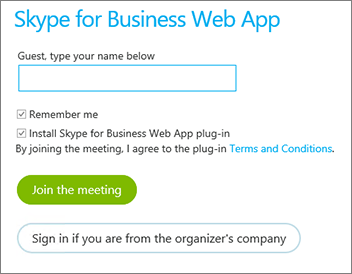 Skype for Business Web App
Guest, type your name below
Remember me
Install Skype for Business Web App plug-in
By joining the meeting, I agree to the plug-in Terms and Conditions.
Join the meeting
Sign in if you are from the organizer's company